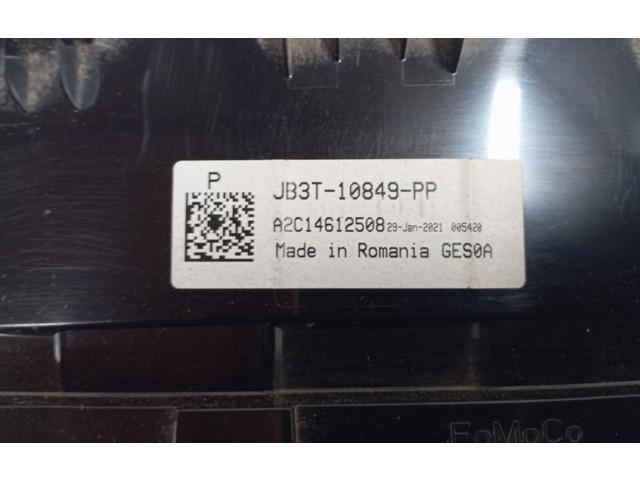 P
JB3T-10849-PP
A2C14612508 29-Jan-2021 005420
Made in Romania GES0A
FoMoCo